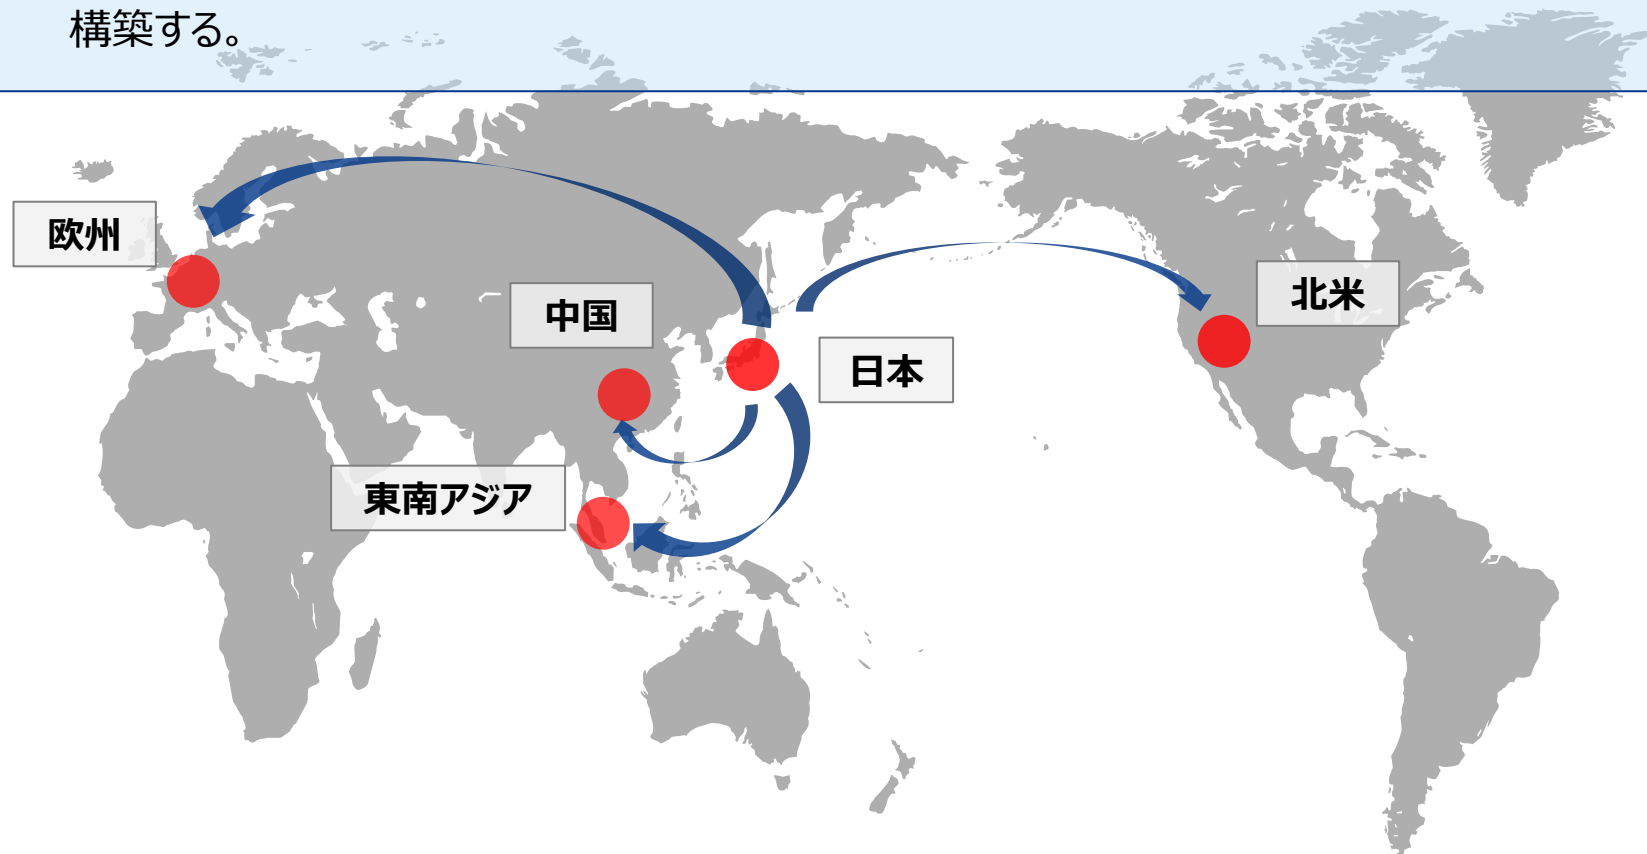 構築する。
欧州
中国
北米
日本
東南アジア